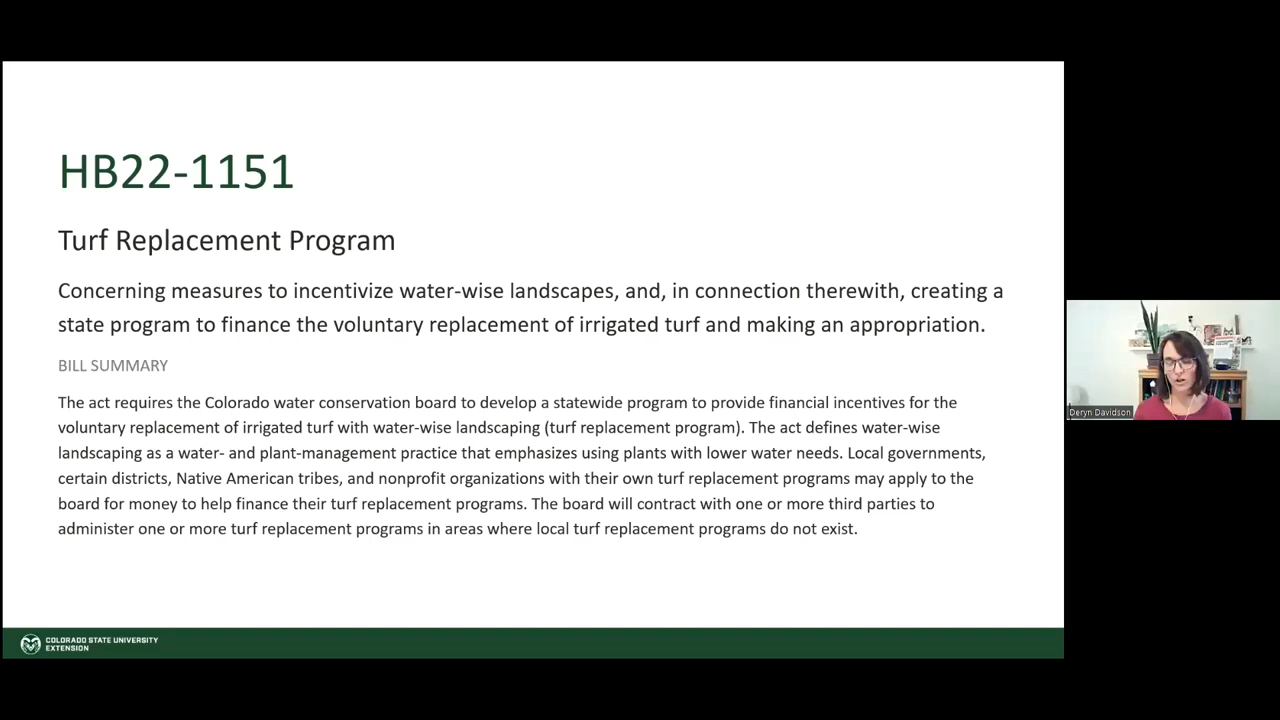 HB22-1151
Turf Replacement Program
Concerning measures to incentivize water-wise landscapes, and, in connection therewith, creating a
state program to finance the voluntary replacement of irrigated turf and making an appropriation.
BILL SUMMARY
The act requires the Colorado water conservation board to develop a statewide program to provide financial incentives for the
voluntary replacement of irrigated turf with water-wise landscaping (turf replacement program). The act defines water-wise
landscaping as a water- and plant-management practice that emphasizes using plants with lower water needs. Local governments,
certain districts, Native American tribes, and nonprofit organizations with their own turf replacement programs may apply to the
board for money to help finance their turf replacement programs. The board will contract with one or more third parties to
administer one or more turf replacement programs in areas where local turf replacement programs do not exist.
Deryn Davidson
COLORADO STATE UNIVERSITY
EXTENSION